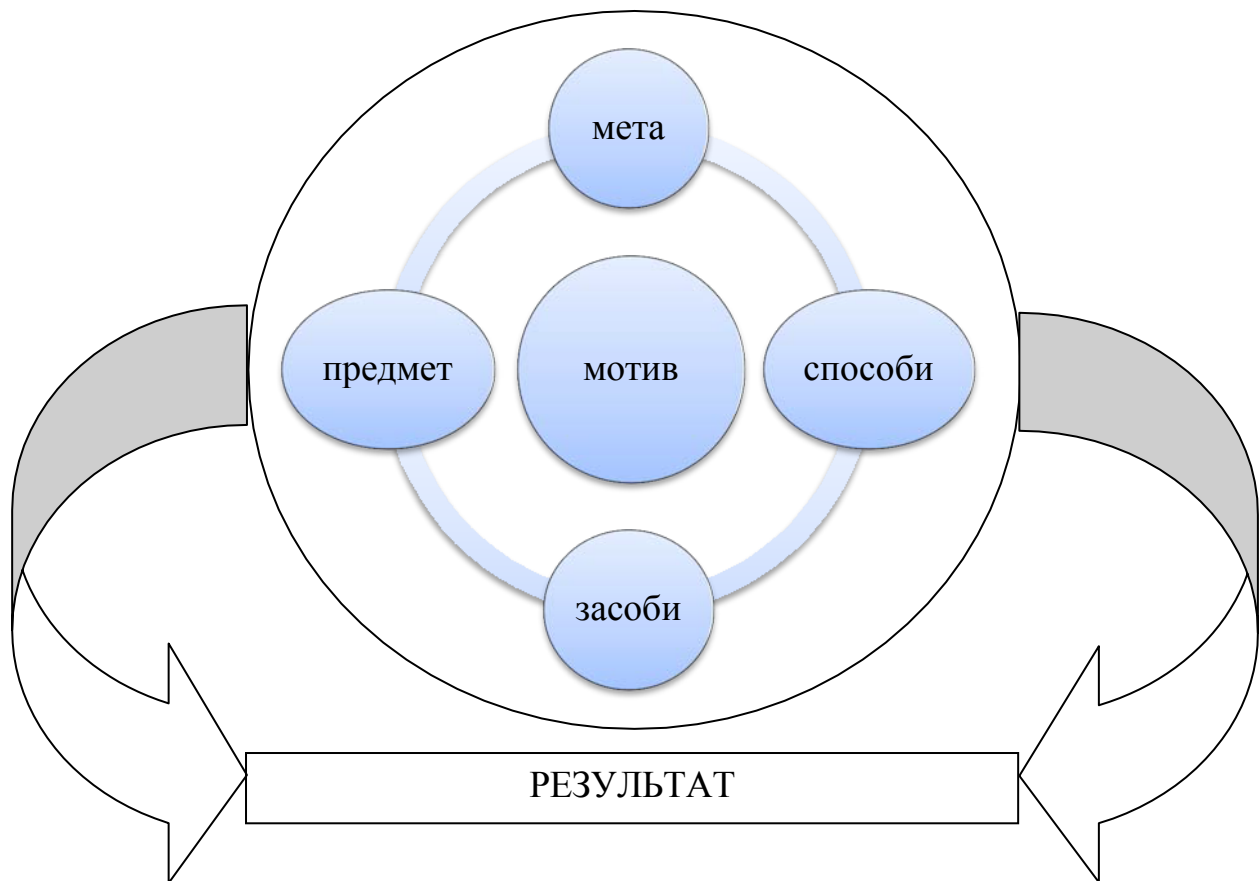 мета
предмет
мотив
способи
засоби
РЕЗУЛЬТАТ